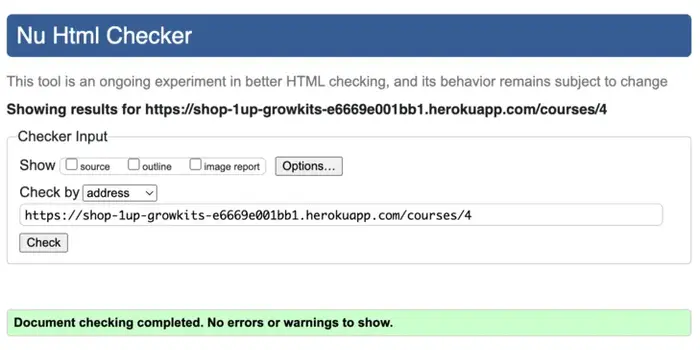 Nu Html Checker
This tool is an ongoing experiment in better HTML checking, and its behavior remains subject to change
Showing results for https://shop-1up-growkits-e6669e001bb1.herokuapp.com/courses/4
Checker Input
Show source outline image report Options...
Check by address
https://shop-1up-growkits-e6669e001bb1.herokuapp.com/courses/4
Check
Document checking completed. No errors or warnings to show.